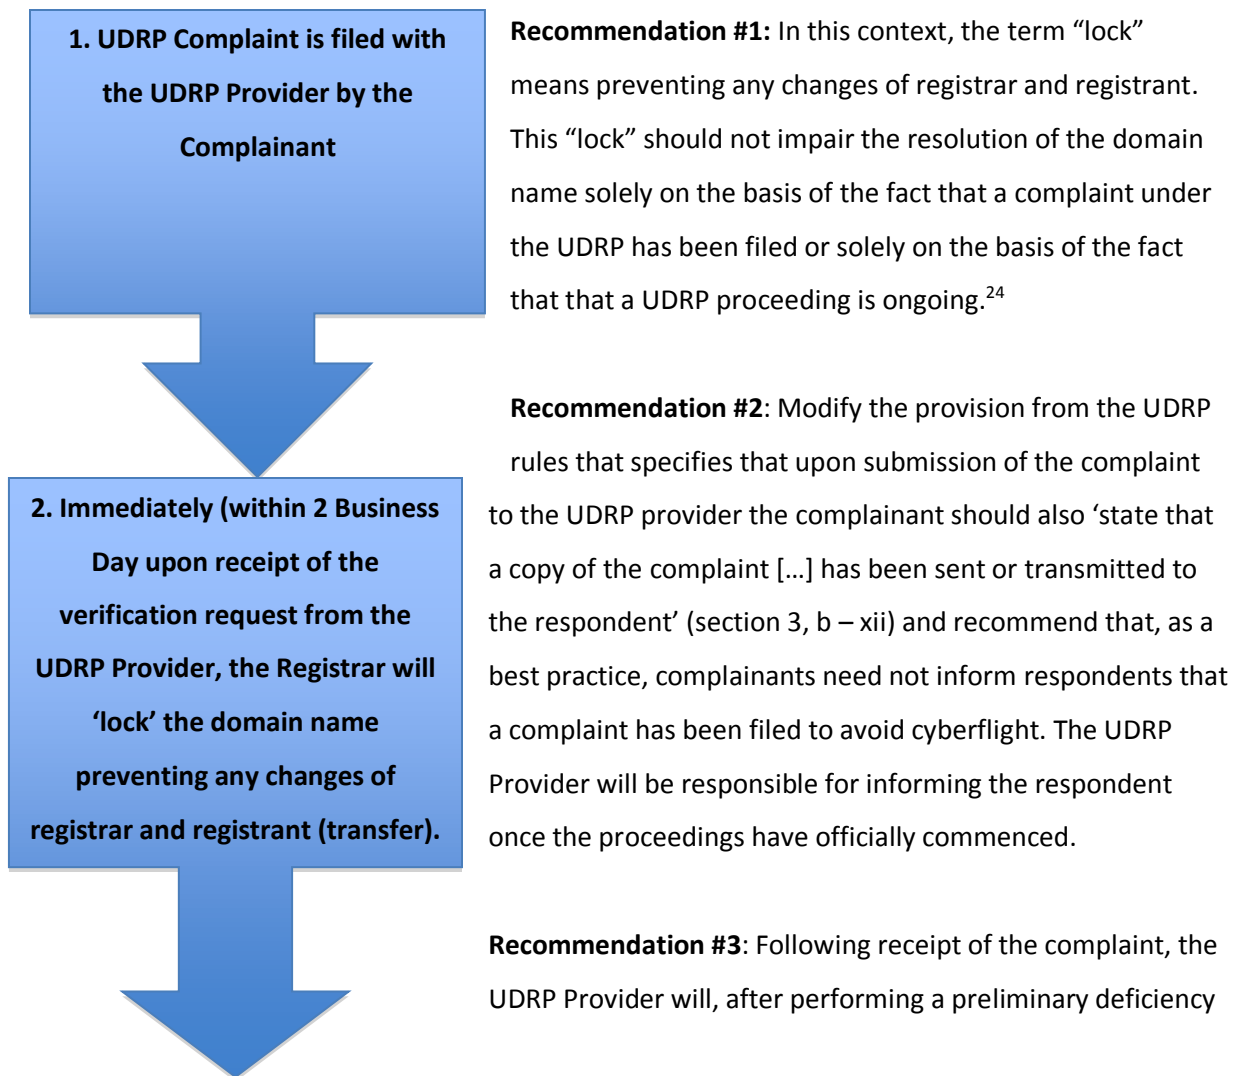 1. UDRP Complaint is filed with
the UDRP Provider by the
Complainant
Recommendation #1: In this context, the term “lock”
means preventing any changes of registrar and registrant.
This “lock” should not impair the resolution of the domain
name solely on the basis of the fact that a complaint under
the UDRP has been filed or solely on the basis of the fact
that that a UDRP proceeding is ongoing.24
2. Immediately (within 2 Business
Day upon receipt of the
verification request from the
UDRP Provider, the Registrar will
‘lock’ the domain name
preventing any changes of
registrar and registrant (transfer).
Recommendation #2: Modify the provision from the UDRP
rules that specifies that upon submission of the complaint
to the UDRP provider the complainant should also ‘state that
a copy of the complaint […] has been sent or transmitted to
the respondent’ (section 3, b – xii) and recommend that, as a
best practice, complainants need not inform respondents that
a complaint has been filed to avoid cyberflight. The UDRP
Provider will be responsible for informing the respondent
once the proceedings have officially commenced.
Recommendation #3: Following receipt of the complaint, the
UDRP Provider will, after performing a preliminary deficiency